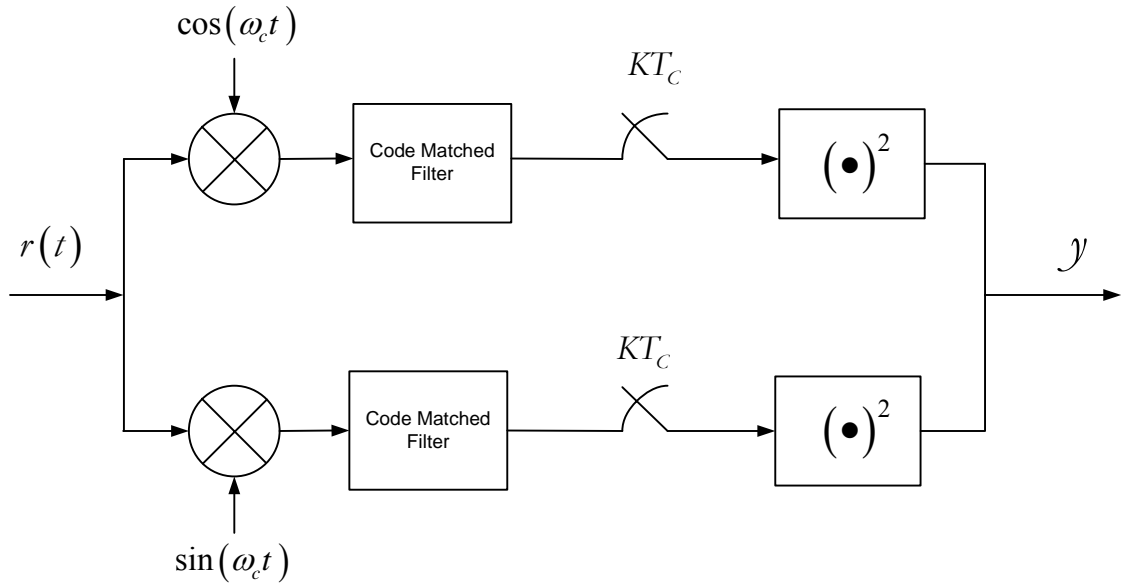 cos(ω_c t)
KT_C
Code Matched
Filter
(●)²
r(t)
y
KT_C
Code Matched
Filter
(●)²
sin(ω_c t)